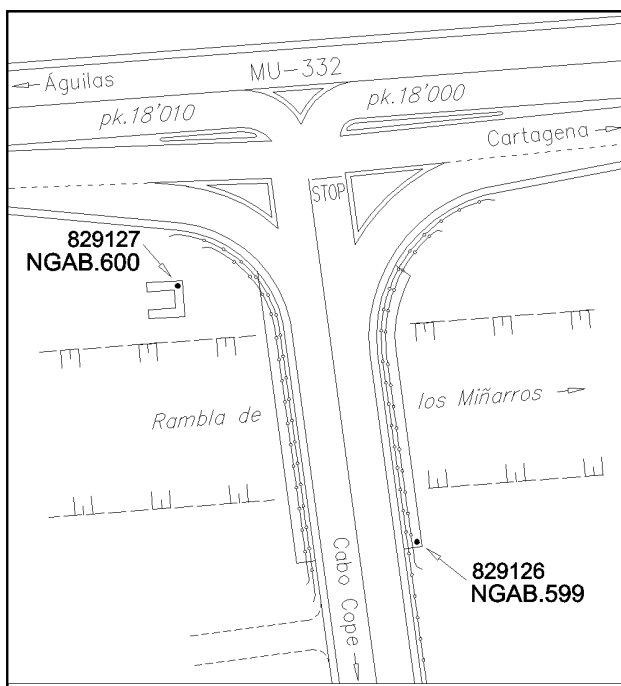 MU-332
Águilas
pk.18'000
pk.18'010
Cartagena
STOP
829127
NGAB.600
Rambla de
los Miñarros
Cabo Cope
829126
NGAB.599